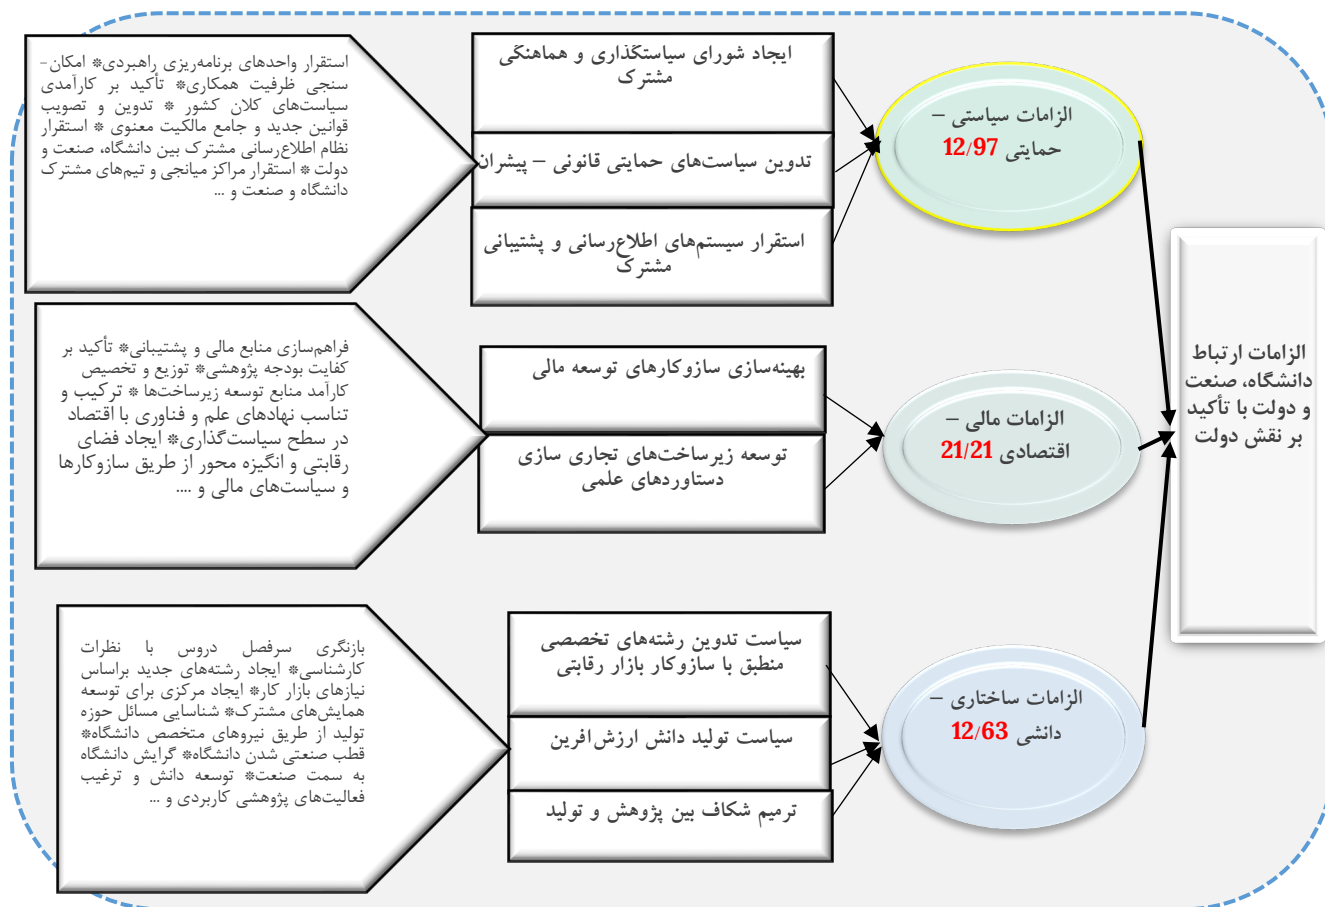 الزامات ارتباط
دانشگاه، صنعت
و دولت با تأکید
بر نقش دولت
الزامات سیاستی –
حمایتی 12/97
ایجاد شورای سیاستگذاری و هماهنگی
مشترک
تدوین سیاست‌های حمایتی قانونی – پیشران
استقرار سیستم‌های اطلاع‌رسانی و پشتیبانی
مشترک
استقرار واحدهای برنامه‌ریزی راهبردی* امکان-
سنجی ظرفیت همکاری* تأکید بر کارآمدی
سیاست‌های کلان کشور * تدوین و تصویب
قوانین جدید و جامع مالکیت معنوی * استقرار
نظام اطلاع‌رسانی مشترک بین دانشگاه، صنعت و
دولت * استقرار مراکز میانجی و تیم‌های مشترک
دانشگاه و صنعت و ...
الزامات مالی –
اقتصادی 21/21
بهینه‌سازی سازوکارهای توسعه مالی
توسعه زیرساخت‌های تجاری سازی
دستاوردهای علمی
فراهم‌سازی منابع مالی و پشتیبانی* تأکید بر
کفایت بودجه پژوهشی* توزیع و تخصیص
کارآمد منابع توسعه زیرساخت‌ها * ترکیب و
تناسب نهادهای علم و فناوری با اقتصاد
در سطح سیاست‌گذاری* ایجاد فضای
رقابتی و انگیزه محور از طریق سازوکارها
و سیاست‌های مالی و ....
الزامات ساختاری –
دانشی 12/63
سیاست تدوین رشته‌های تخصصی
منطبق با سازوکار بازار رقابتی
سیاست تولید دانش ارزش‌افرین
ترمیم شکاف بین پژوهش و تولید
بازنگری سرفصل دروس با نظرات
کارشناسی* ایجاد رشته‌های جدید براساس
نیازهای بازار کار* ایجاد مرکزی برای توسعه
همایش‌های مشترک* شناسایی مسائل حوزه
تولید از طریق نیروهای متخصص دانشگاه*
قطب صنعتی شدن دانشگاه* گرایش دانشگاه
به سمت صنعت* توسعه دانش و ترغیب
فعالیت‌های پژوهشی کاربردی و ...